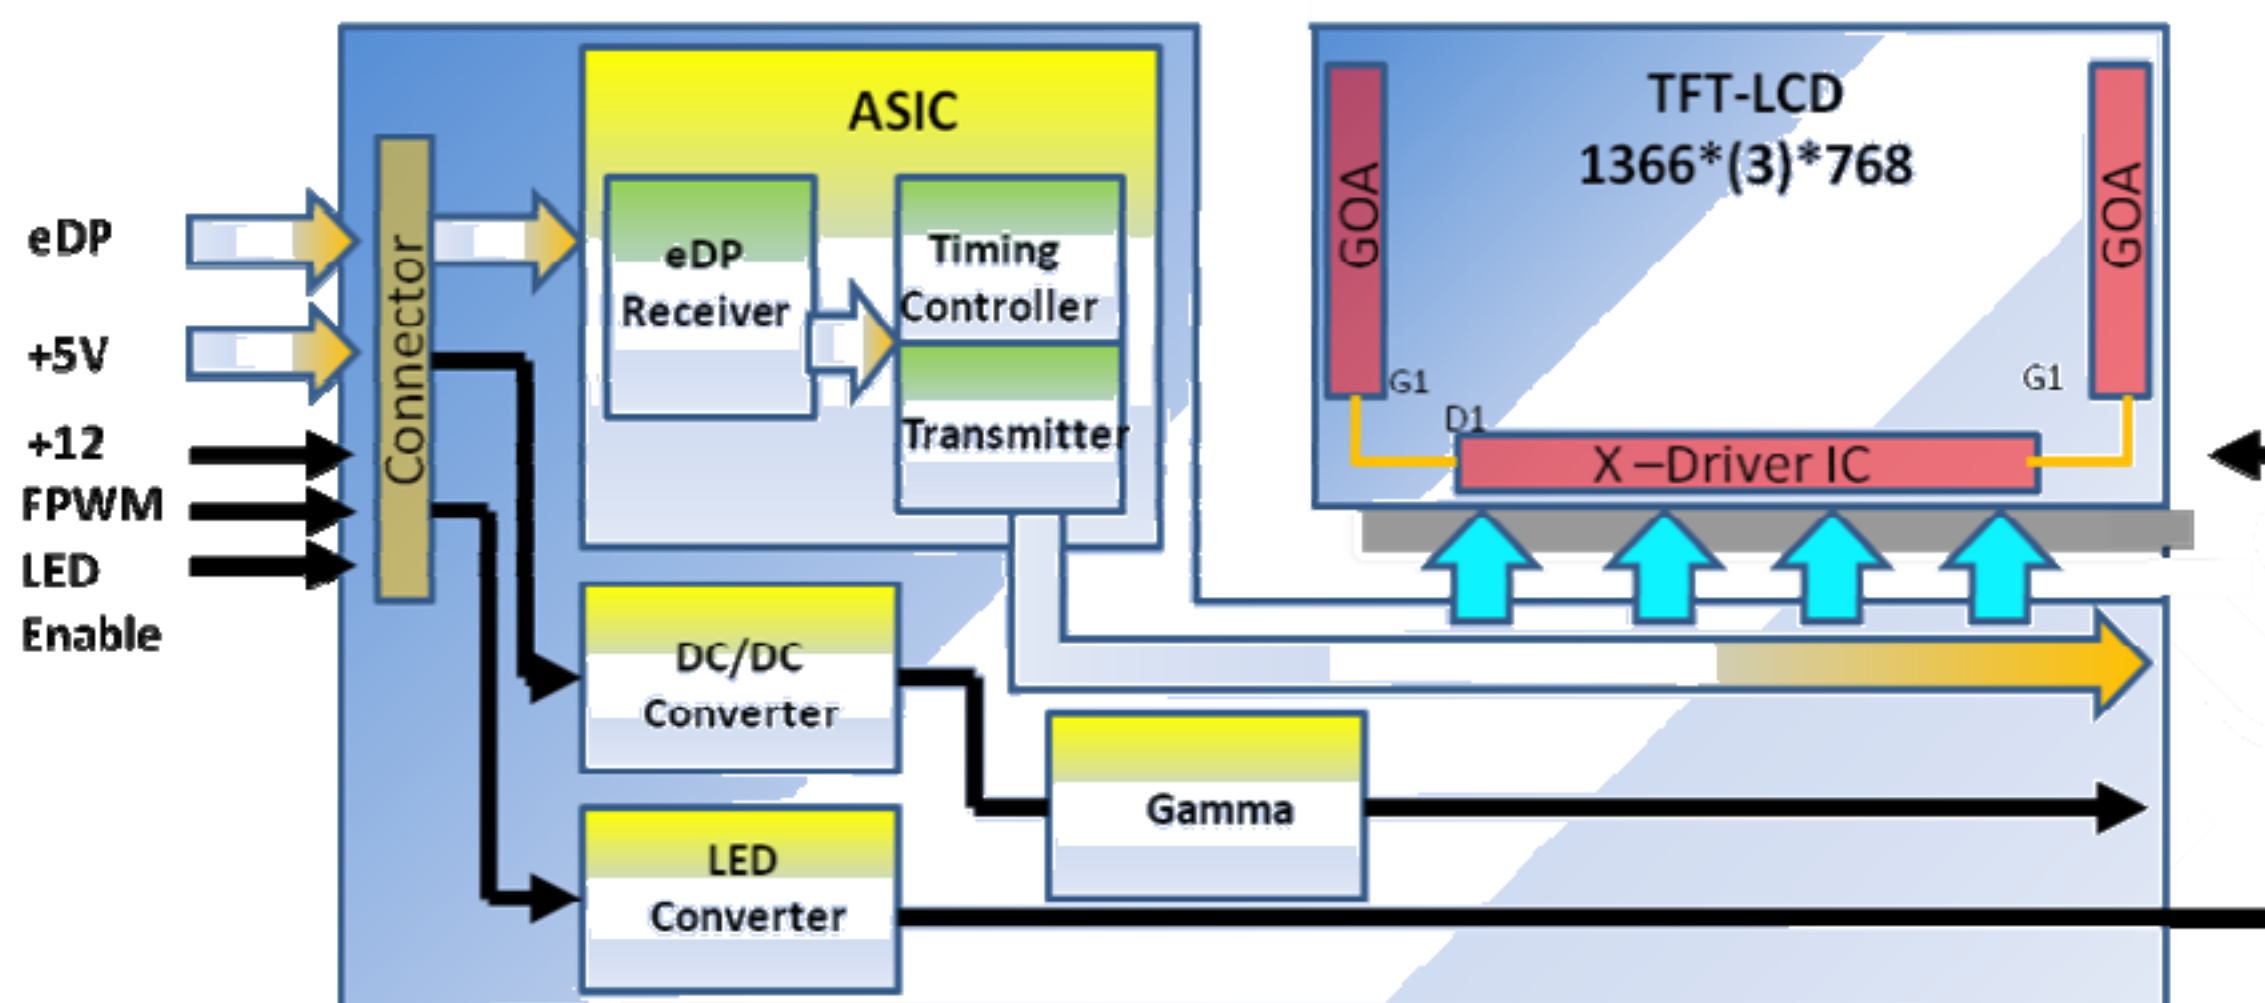 eDP
+5V
+12
FPWM
LED
Enable
Connector
ASIC
eDP
Receiver
Timing
Controller
Transmitter
DC/DC
Converter
LED
Converter
Gamma
TFT-LCD
1366*(3)*768
GOA
GOA
G1
G1
D1
X –Driver IC